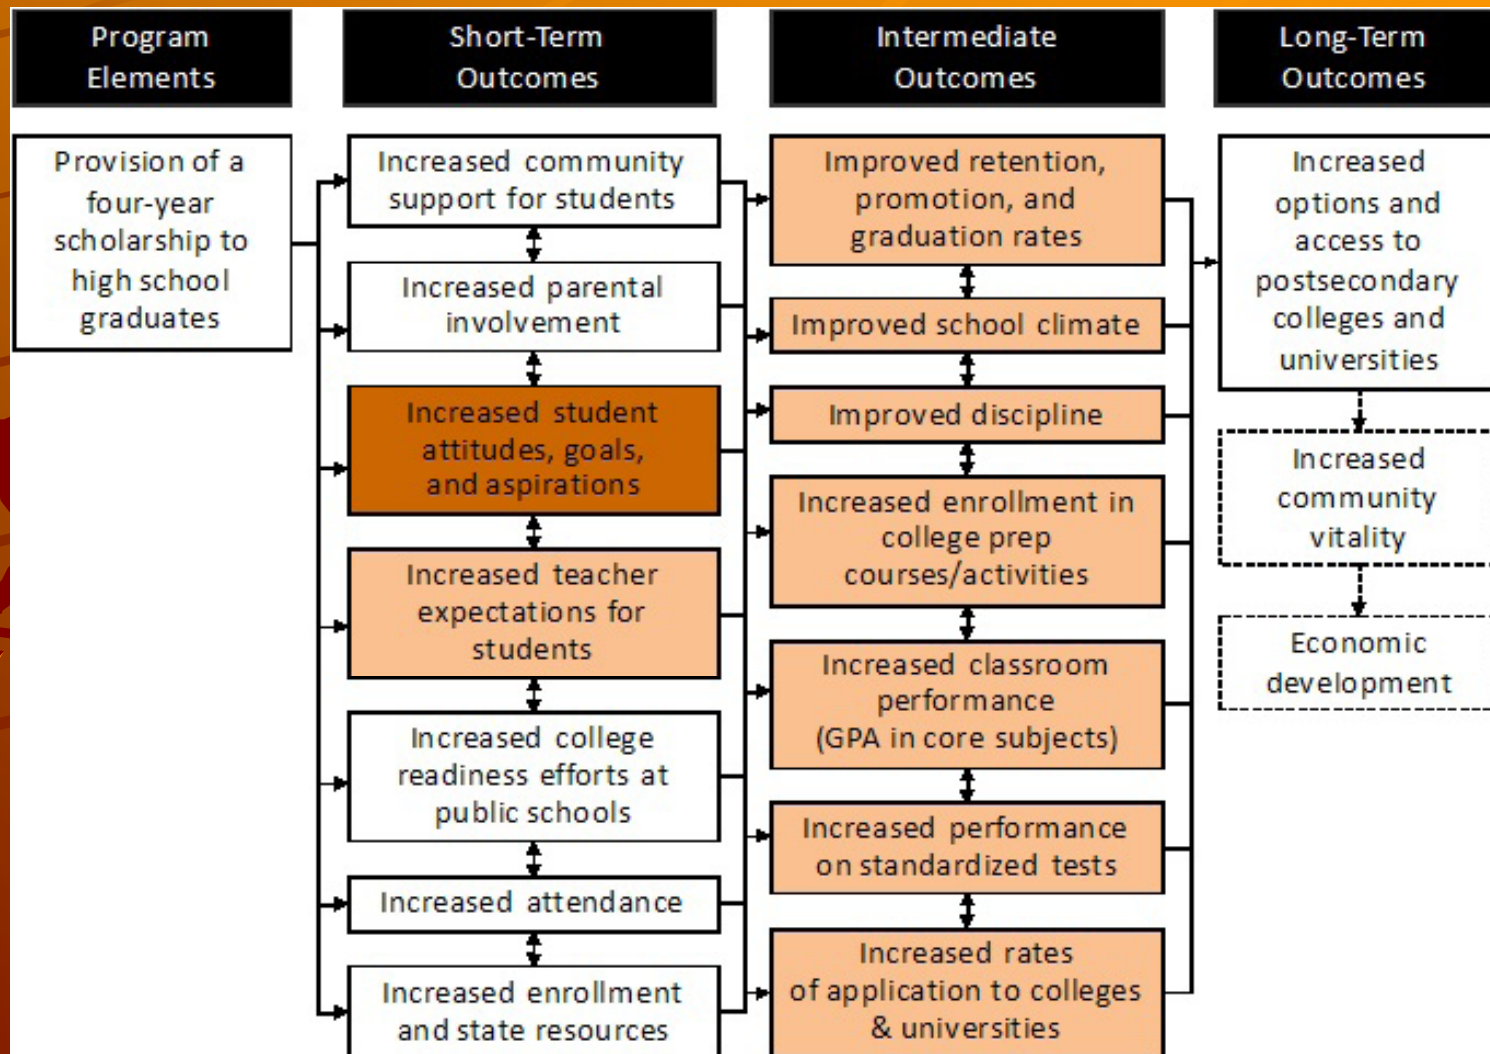 Program
Elements
Short-Term
Outcomes
Intermediate
Outcomes
Long-Term
Outcomes
Provision of a
four-year
scholarship to
high school
graduates
Increased community
support for students
Increased parental
involvement
Increased student
attitudes, goals,
and aspirations
Increased teacher
expectations for
students
Increased college
readiness efforts at
public schools
Increased attendance
Increased enrollment
and state resources
Improved retention,
promotion, and
graduation rates
Improved school climate
Improved discipline
Increased enrollment in
college prep
courses/activities
Increased classroom
performance
(GPA in core subjects)
Increased performance
on standardized tests
Increased rates
of application to colleges
& universities
Increased
options and
access to
postsecondary
colleges and
universities
Increased
community
vitality
Economic
development